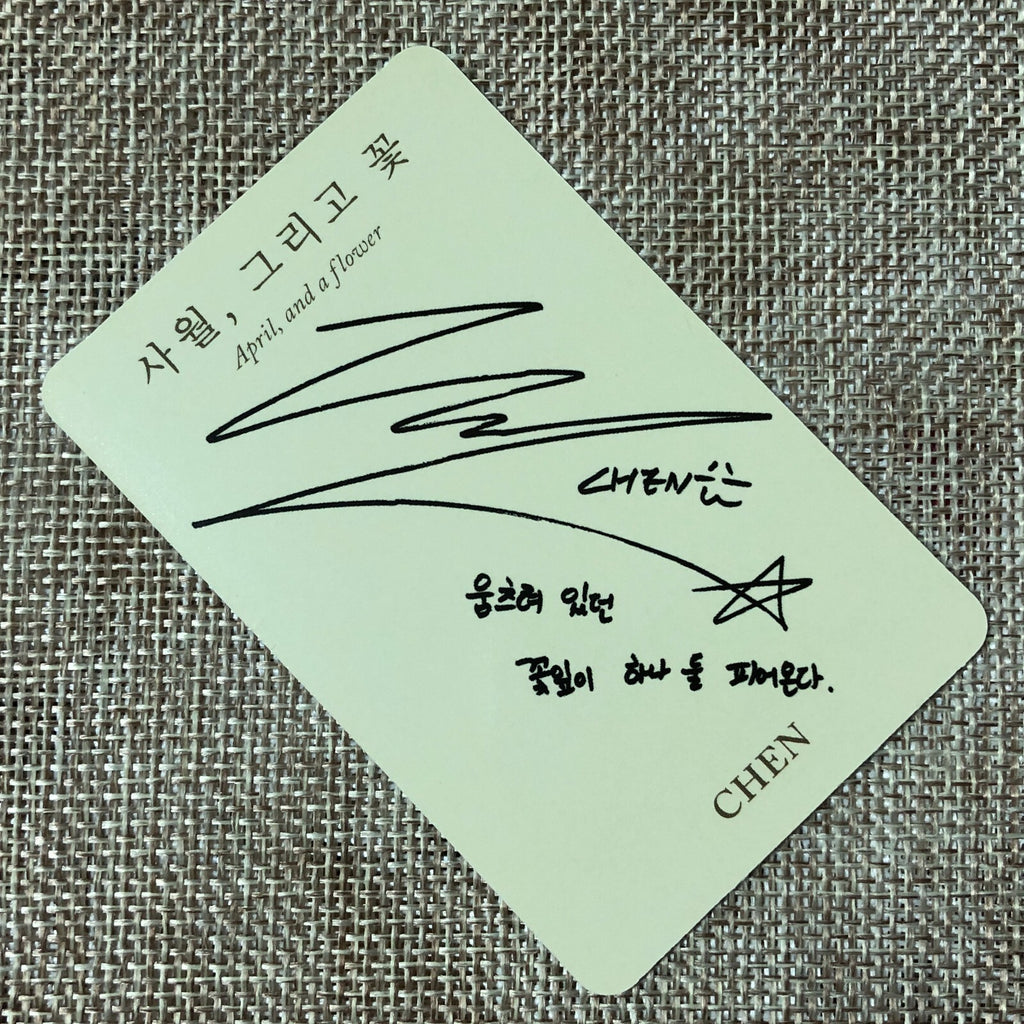 사월, 그리고 꽃
April, and a flower
CHEN
움츠려 있던
꽃잎이 하나 둘 피어온다.
CHEN